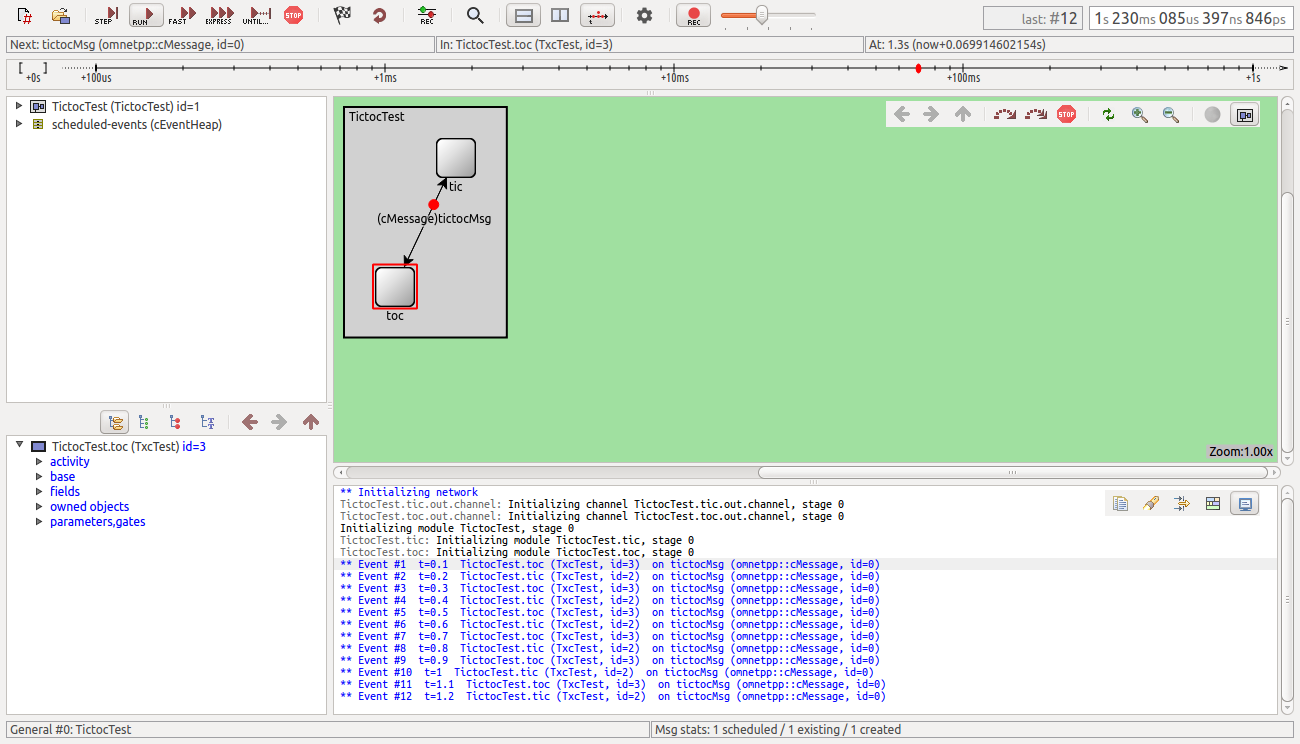 STEP RUN FAST EXPRESS UNTIL... STOP REC REC last: #12 1s 230ms 085us 397ns 846ps
Next: tictocMsg (omnetpp::cMessage, id=0) In: TictocTest.toc (TxcTest, id=3) At: 1.3s (now+0.069914602154s)
[ ]
+0s +100us +1ms +10ms +100ms +1s
TictocTest (TictocTest) id=1
scheduled-events (cEventHeap)
TictocTest
STOP
tic
(cMessage)tictocMsg
toc
Zoom:1.00x
TictocTest.toc (TxcTest) id=3
activity
base
fields
owned objects
parameters,gates
** Initializing network
TictocTest.tic.out.channel: Initializing channel TictocTest.tic.out.channel, stage 0
TictocTest.toc.out.channel: Initializing channel TictocTest.toc.out.channel, stage 0
Initializing module TictocTest, stage 0
TictocTest.tic: Initializing module TictocTest.tic, stage 0
TictocTest.toc: Initializing module TictocTest.toc, stage 0
** Event #1 t=0.1 TictocTest.toc (TxcTest, id=3) on tictocMsg (omnetpp::cMessage, id=0)
** Event #2 t=0.2 TictocTest.tic (TxcTest, id=2) on tictocMsg (omnetpp::cMessage, id=0)
** Event #3 t=0.3 TictocTest.toc (TxcTest, id=3) on tictocMsg (omnetpp::cMessage, id=0)
** Event #4 t=0.4 TictocTest.tic (TxcTest, id=2) on tictocMsg (omnetpp::cMessage, id=0)
** Event #5 t=0.5 TictocTest.toc (TxcTest, id=3) on tictocMsg (omnetpp::cMessage, id=0)
** Event #6 t=0.6 TictocTest.tic (TxcTest, id=2) on tictocMsg (omnetpp::cMessage, id=0)
** Event #7 t=0.7 TictocTest.toc (TxcTest, id=3) on tictocMsg (omnetpp::cMessage, id=0)
** Event #8 t=0.8 TictocTest.tic (TxcTest, id=2) on tictocMsg (omnetpp::cMessage, id=0)
** Event #9 t=0.9 TictocTest.toc (TxcTest, id=3) on tictocMsg (omnetpp::cMessage, id=0)
** Event #10 t=1 TictocTest.tic (TxcTest, id=2) on tictocMsg (omnetpp::cMessage, id=0)
** Event #11 t=1.1 TictocTest.toc (TxcTest, id=3) on tictocMsg (omnetpp::cMessage, id=0)
** Event #12 t=1.2 TictocTest.tic (TxcTest, id=2) on tictocMsg (omnetpp::cMessage, id=0)
General #0: TictocTest Msg stats: 1 scheduled / 1 existing / 1 created